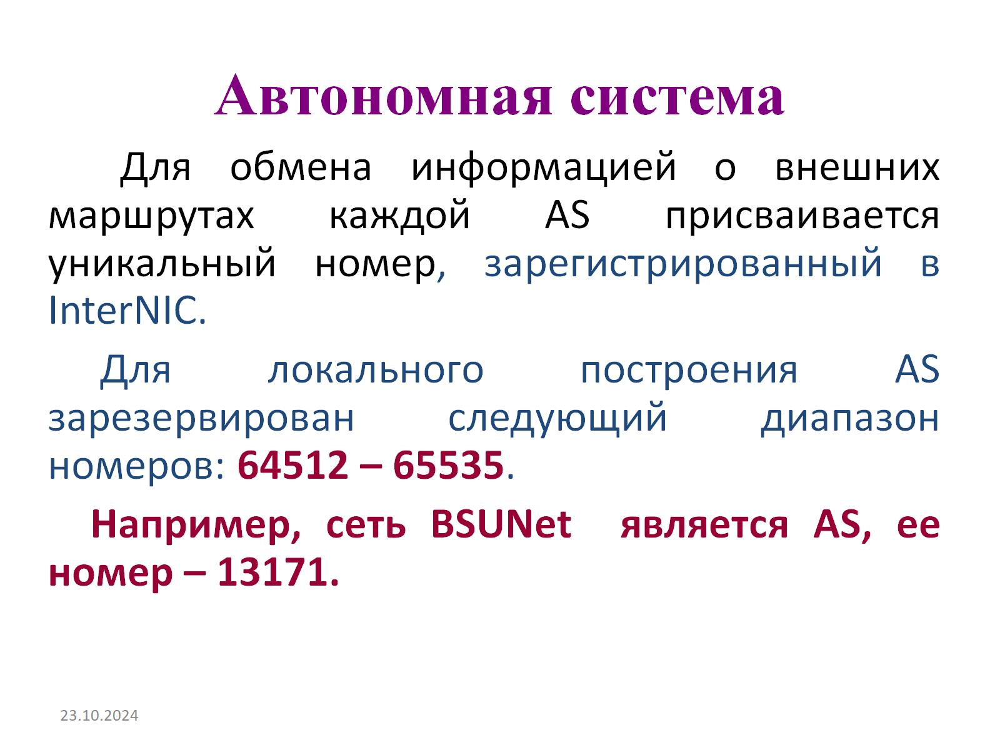 Автономная система
Для обмена информацией о внешних
маршрутах каждой AS присваивается
уникальный номер, зарегистрированный в
InterNIC.
Для локального построения AS
зарезервирован следующий диапазон
номеров: 64512 – 65535.
Например, сеть BSUNet является AS, ее
номер – 13171.
23.10.2024